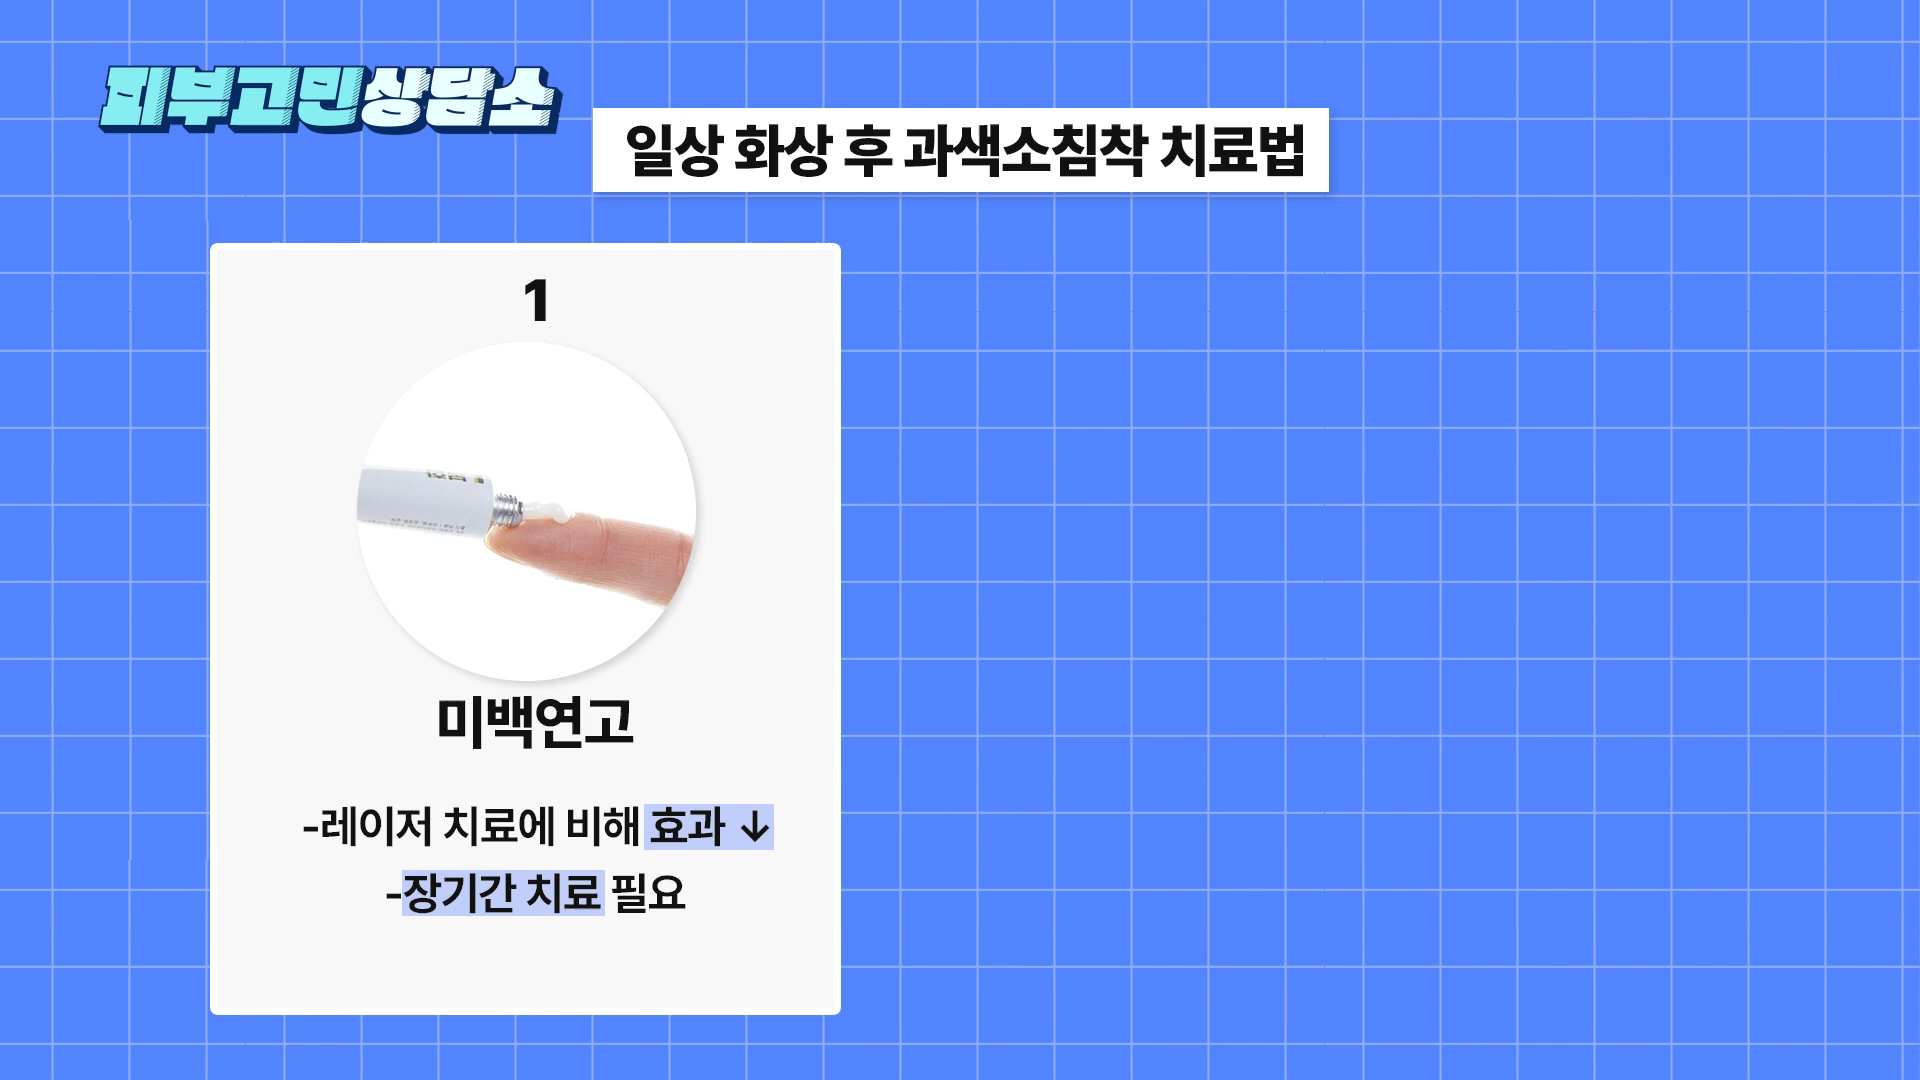 피부고민상담소
일상 화상 후 과색소침착 치료법
1
미백연고
-레이저 치료에 비해 효과 ↓
-장기간 치료 필요